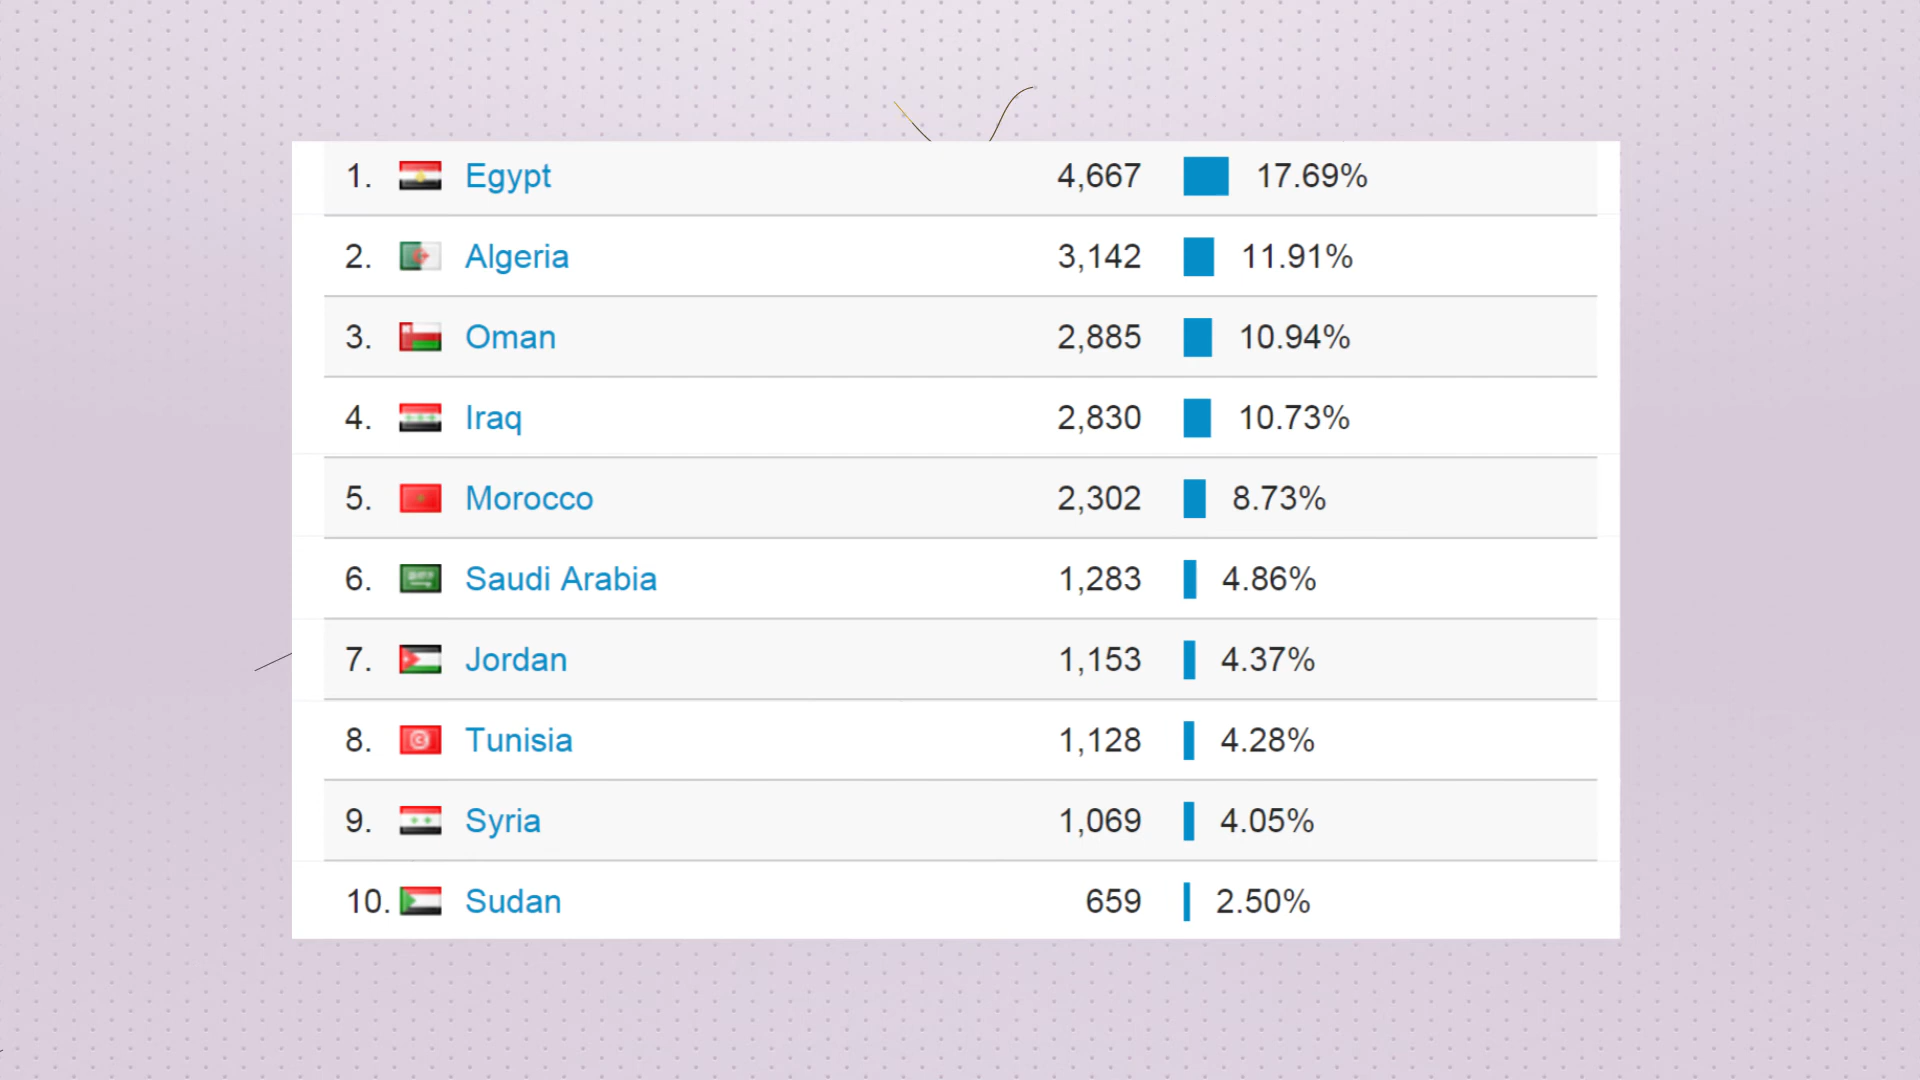 1. Egypt 4,667 17.69%
2. Algeria 3,142 11.91%
3. Oman 2,885 10.94%
4. Iraq 2,830 10.73%
5. Morocco 2,302 8.73%
6. Saudi Arabia 1,283 4.86%
7. Jordan 1,153 4.37%
8. Tunisia 1,128 4.28%
9. Syria 1,069 4.05%
10. Sudan 659 2.50%